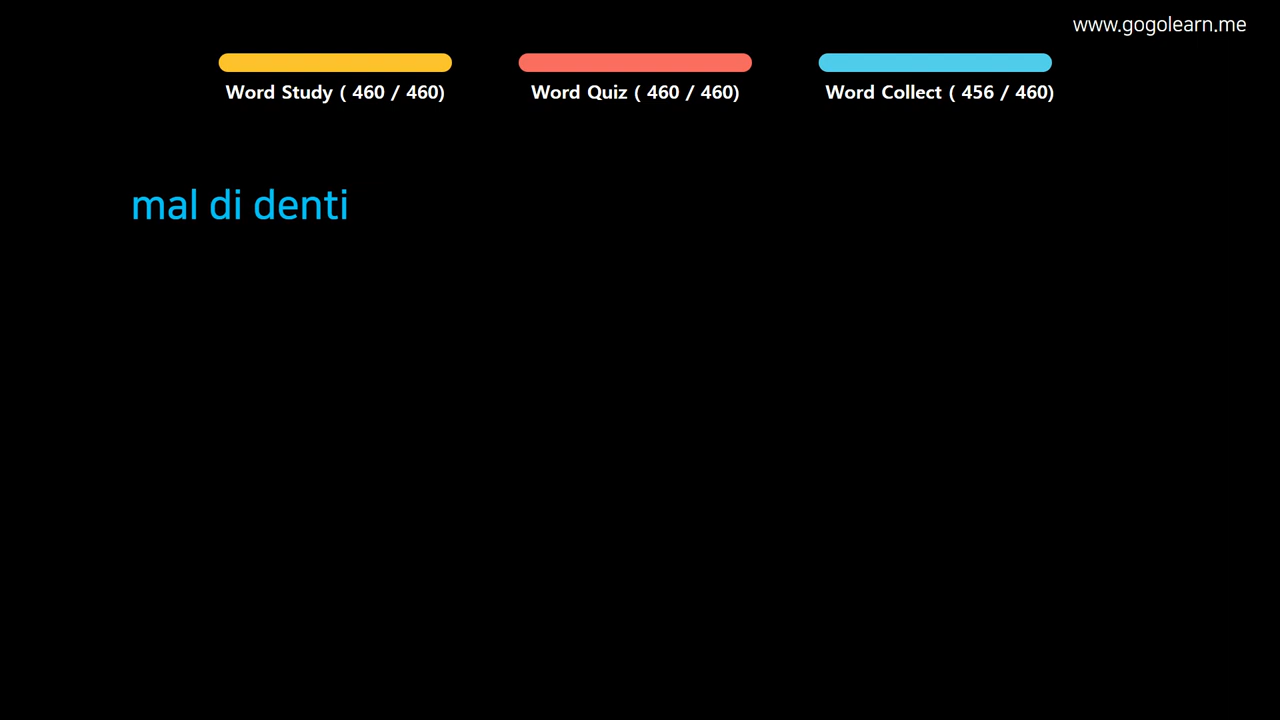 www.gogolearn.me
Word Study ( 460 / 460)
Word Quiz ( 460 / 460)
Word Collect ( 456 / 460)
mal di denti